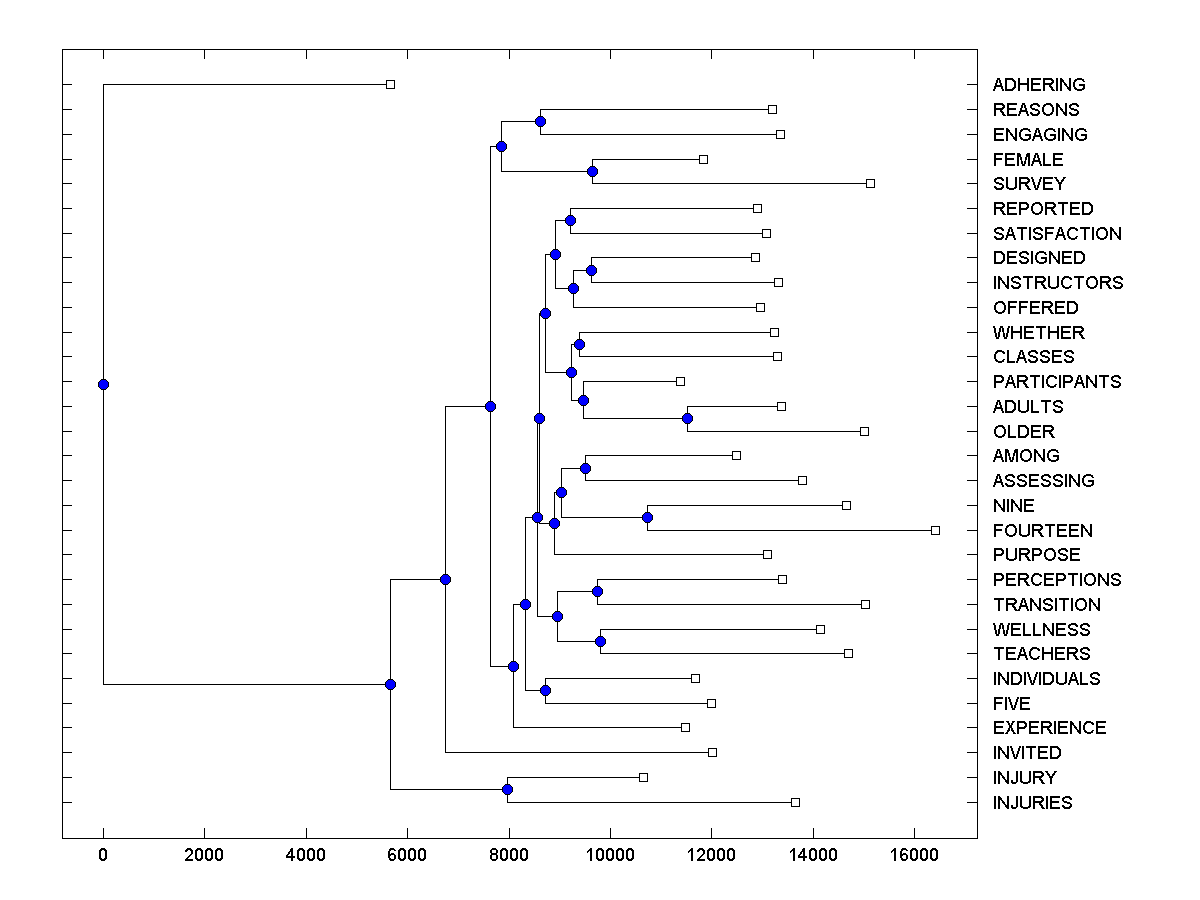 ADHERING
REASONS
ENGAGING
FEMALE
SURVEY
REPORTED
SATISFACTION
DESIGNED
INSTRUCTORS
OFFERED
WHETHER
CLASSES
PARTICIPANTS
ADULTS
OLDER
AMONG
ASSESSING
NINE
FOURTEEN
PURPOSE
PERCEPTIONS
TRANSITION
WELLNESS
TEACHERS
INDIVIDUALS
FIVE
EXPERIENCE
INVITED
INJURY
INJURIES
0 2000 4000 6000 8000 10000 12000 14000 16000